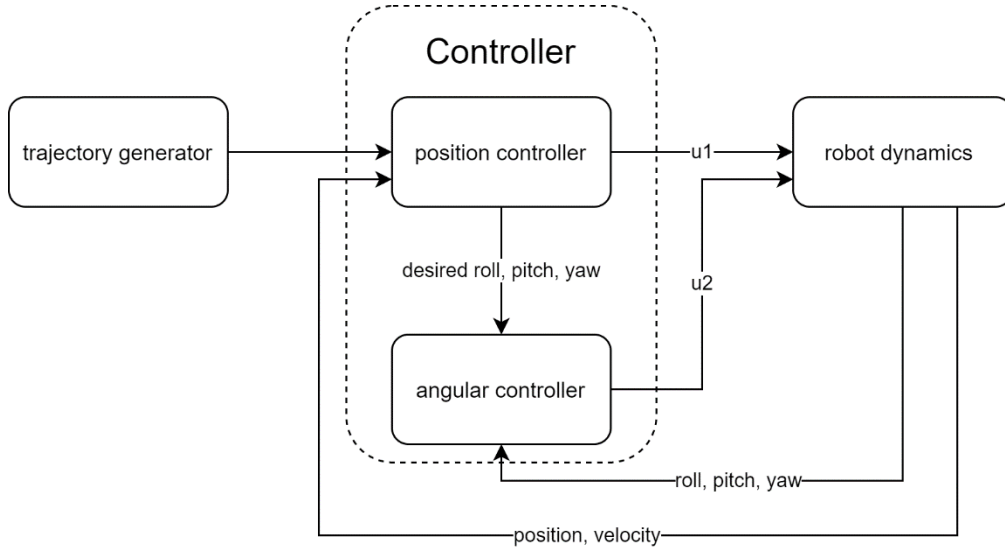 Controller
trajectory generator
position controller
u1
robot dynamics
desired roll, pitch, yaw
u2
angular controller
roll, pitch, yaw
position, velocity